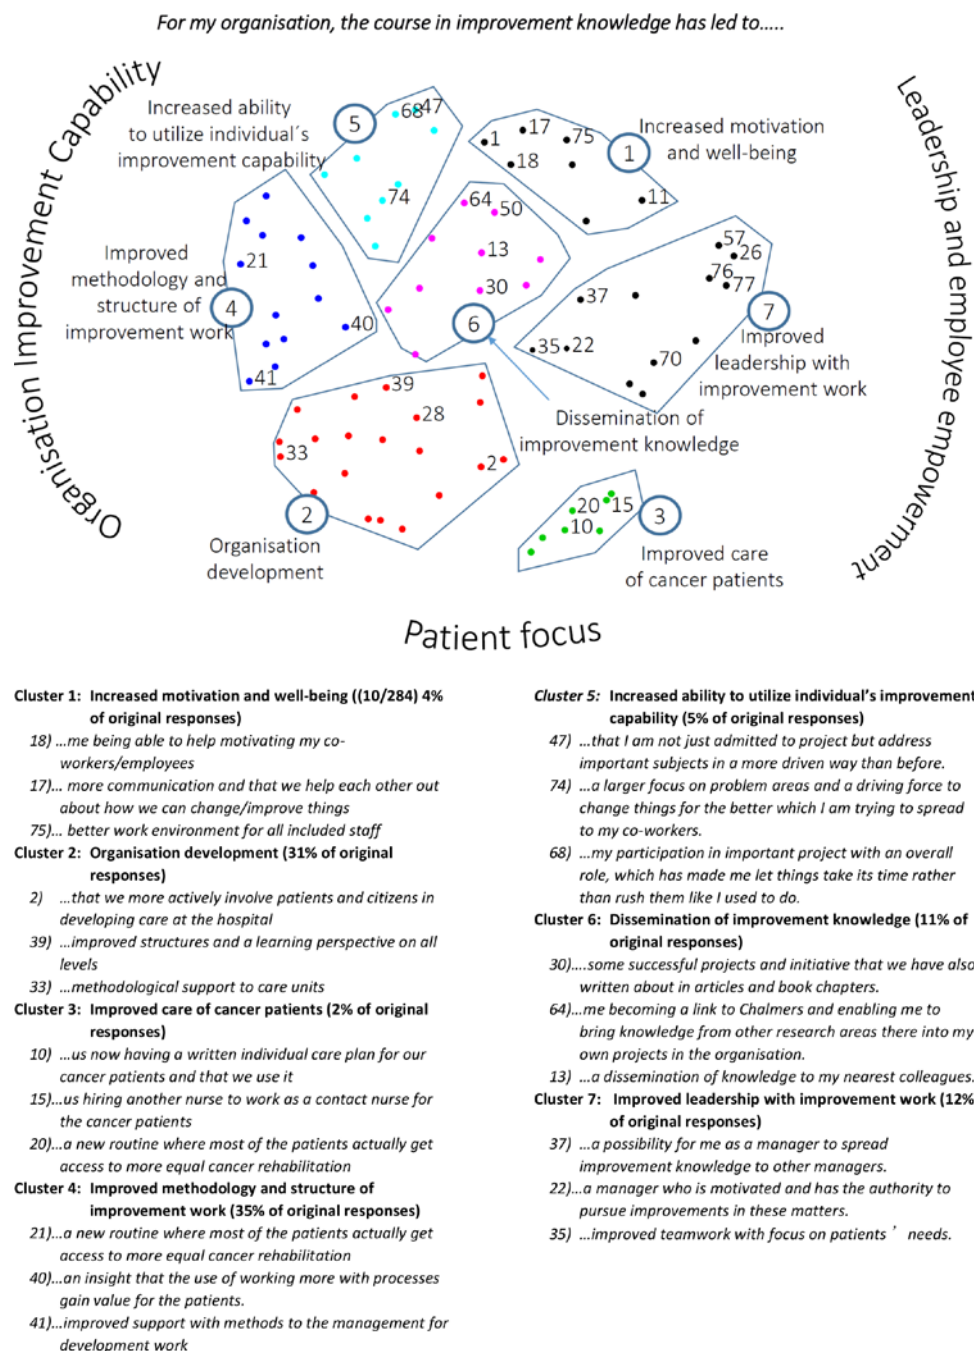 For my organisation, the course in improvement knowledge has led to.....
Organisation Improvement Capability
Leadership and employee empowerment
Increased ability
to utilize individual´s
improvement capability
5
68
47
74
1
17
75
18
11
1
Increased motivation
and well-being
Improved
methodology and
structure of
improvement work
4
21
40
41
64
50
13
30
6
57
26
76
77
37
35
22
70
7
Improved
leadership with
improvement work
Dissemination of
improvement knowledge
39
28
33
2
2
Organisation
development
20
15
10
3
Improved care
of cancer patients
Patient focus
Cluster 1: Increased motivation and well-being ((10/284) 4%
of original responses)
18) ...me being able to help motivating my co-
workers/employees
17)... more communication and that we help each other out
about how we can change/improve things
75)... better work environment for all included staff
Cluster 2: Organisation development (31% of original
responses)
2) ...that we more actively involve patients and citizens in
developing care at the hospital
39) ...improved structures and a learning perspective on all
levels
33) ...methodological support to care units
Cluster 3: Improved care of cancer patients (2% of original
responses)
10) ...us now having a written individual care plan for our
cancer patients and that we use it
15)...us hiring another nurse to work as a contact nurse for
the cancer patients
20)...a new routine where most of the patients actually get
access to more equal cancer rehabilitation
Cluster 4: Improved methodology and structure of
improvement work (35% of original responses)
21)...a new routine where most of the patients actually get
access to more equal cancer rehabilitation
40)...an insight that the use of working more with processes
gain value for the patients.
41)...improved support with methods to the management for
development work
Cluster 5: Increased ability to utilize individual's improvement
capability (5% of original responses)
47) ...that I am not just admitted to project but address
important subjects in a more driven way than before.
74) ...a larger focus on problem areas and a driving force to
change things for the better which I am trying to spread
to my co-workers.
68) ...my participation in important project with an overall
role, which has made me let things take its time rather
than rush them like I used to do.
Cluster 6: Dissemination of improvement knowledge (11% of
original responses)
30)....some successful projects and initiative that we have also
written about in articles and book chapters.
64)...me becoming a link to Chalmers and enabling me to
bring knowledge from other research areas there into my
own projects in the organisation.
13) ...a dissemination of knowledge to my nearest colleagues.
Cluster 7: Improved leadership with improvement work (12%
of original responses)
37) ...a possibility for me as a manager to spread
improvement knowledge to other managers.
22)...a manager who is motivated and has the authority to
pursue improvements in these matters.
35) ...improved teamwork with focus on patients ' needs.